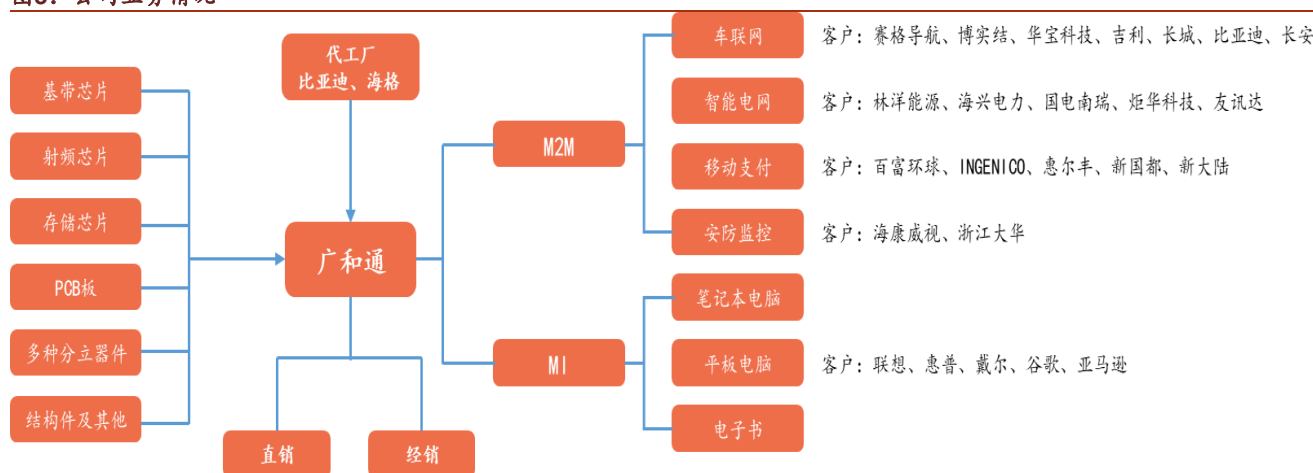 图5：公司业务情况
代工厂
比亚迪、海格
基带芯片
射频芯片
存储芯片
PCB板
多种分立器件
结构件及其他
广和通
直销
经销
M2M
MI
车联网
客户：赛格导航、博实结、华宝科技、吉利、长城、比亚迪、长安
智能电网
客户：林洋能源、海兴电力、国电南瑞、炬华科技、友讯达
移动支付
客户：百富环球、INGENICO、惠尔丰、新国都、新大陆
安防监控
客户：海康威视、浙江大华
笔记本电脑
平板电脑
客户：联想、惠普、戴尔、谷歌、亚马逊
电子书